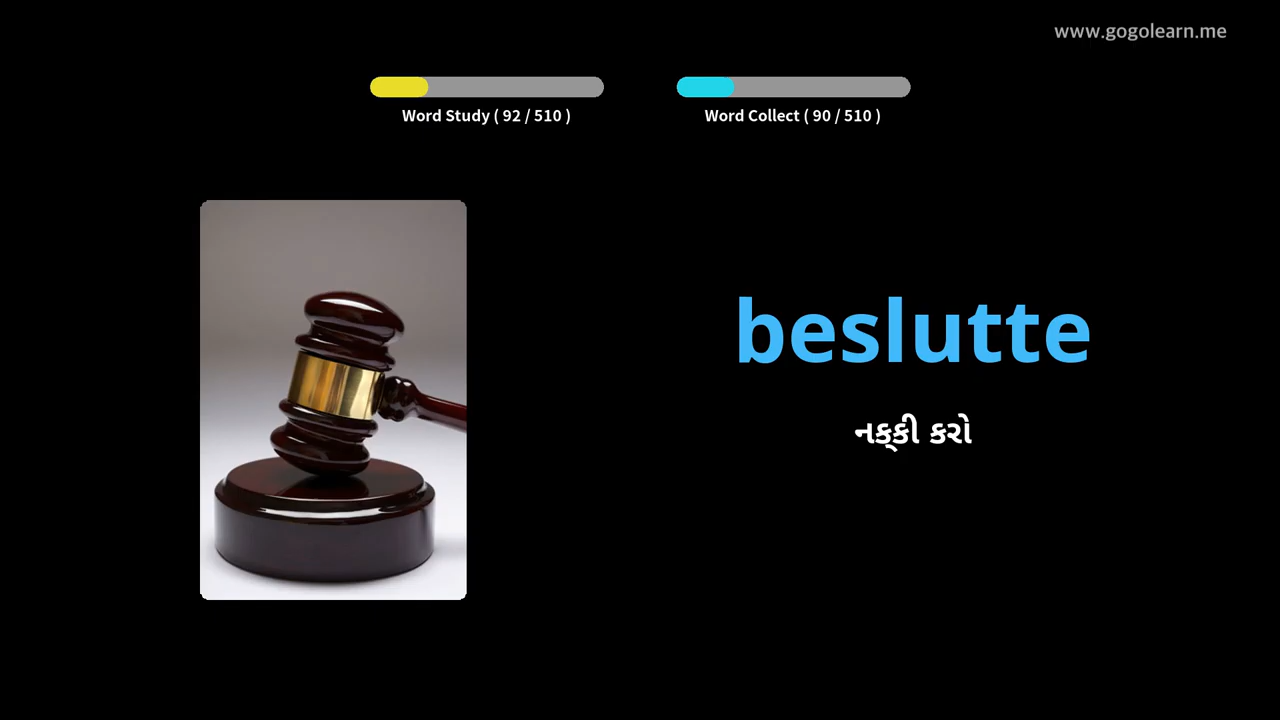 www.gogolearn.me
Word Study ( 92 / 510 )
Word Collect ( 90 / 510 )
beslutte
નક્કી કરો